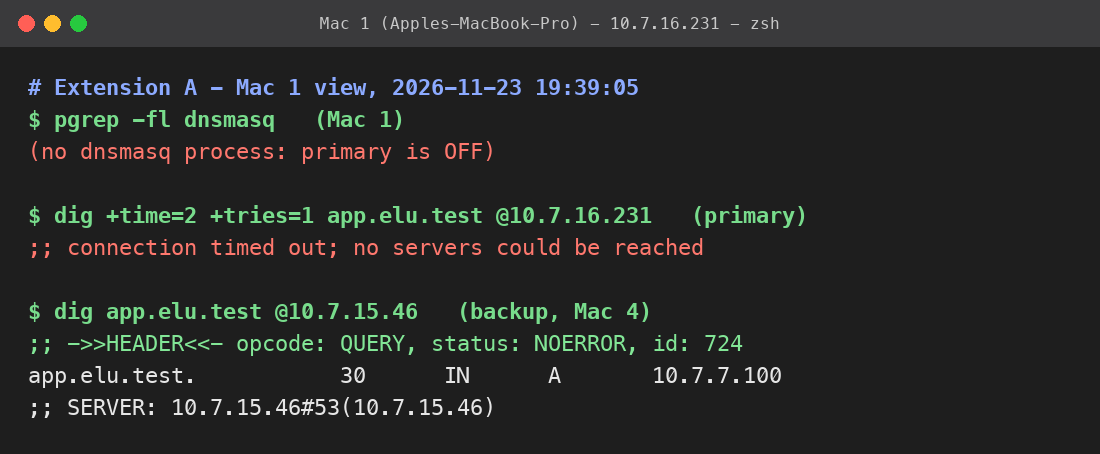 Mac 1 (Apples–MacBook–Pro) — 10.7.16.231 — zsh
# Extension A — Mac 1 view, 2026–11–23 19:39:05
$ pgrep –fl dnsmasq (Mac 1)
(no dnsmasq process: primary is OFF)
$ dig +time=2 +tries=1 app.elu.test @10.7.16.231 (primary)
;; connection timed out; no servers could be reached
$ dig app.elu.test @10.7.15.46 (backup, Mac 4)
;; –>>HEADER<<– opcode: QUERY, status: NOERROR, id: 724
app.elu.test. 30 IN A 10.7.7.100
;; SERVER: 10.7.15.46#53(10.7.15.46)